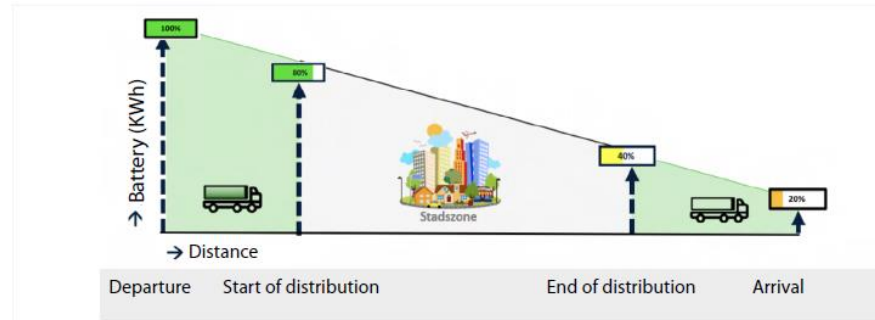 100%
80%
→ Battery (KWh)
40%
Stadszone
20%
→ Distance
Departure Start of distribution End of distribution Arrival